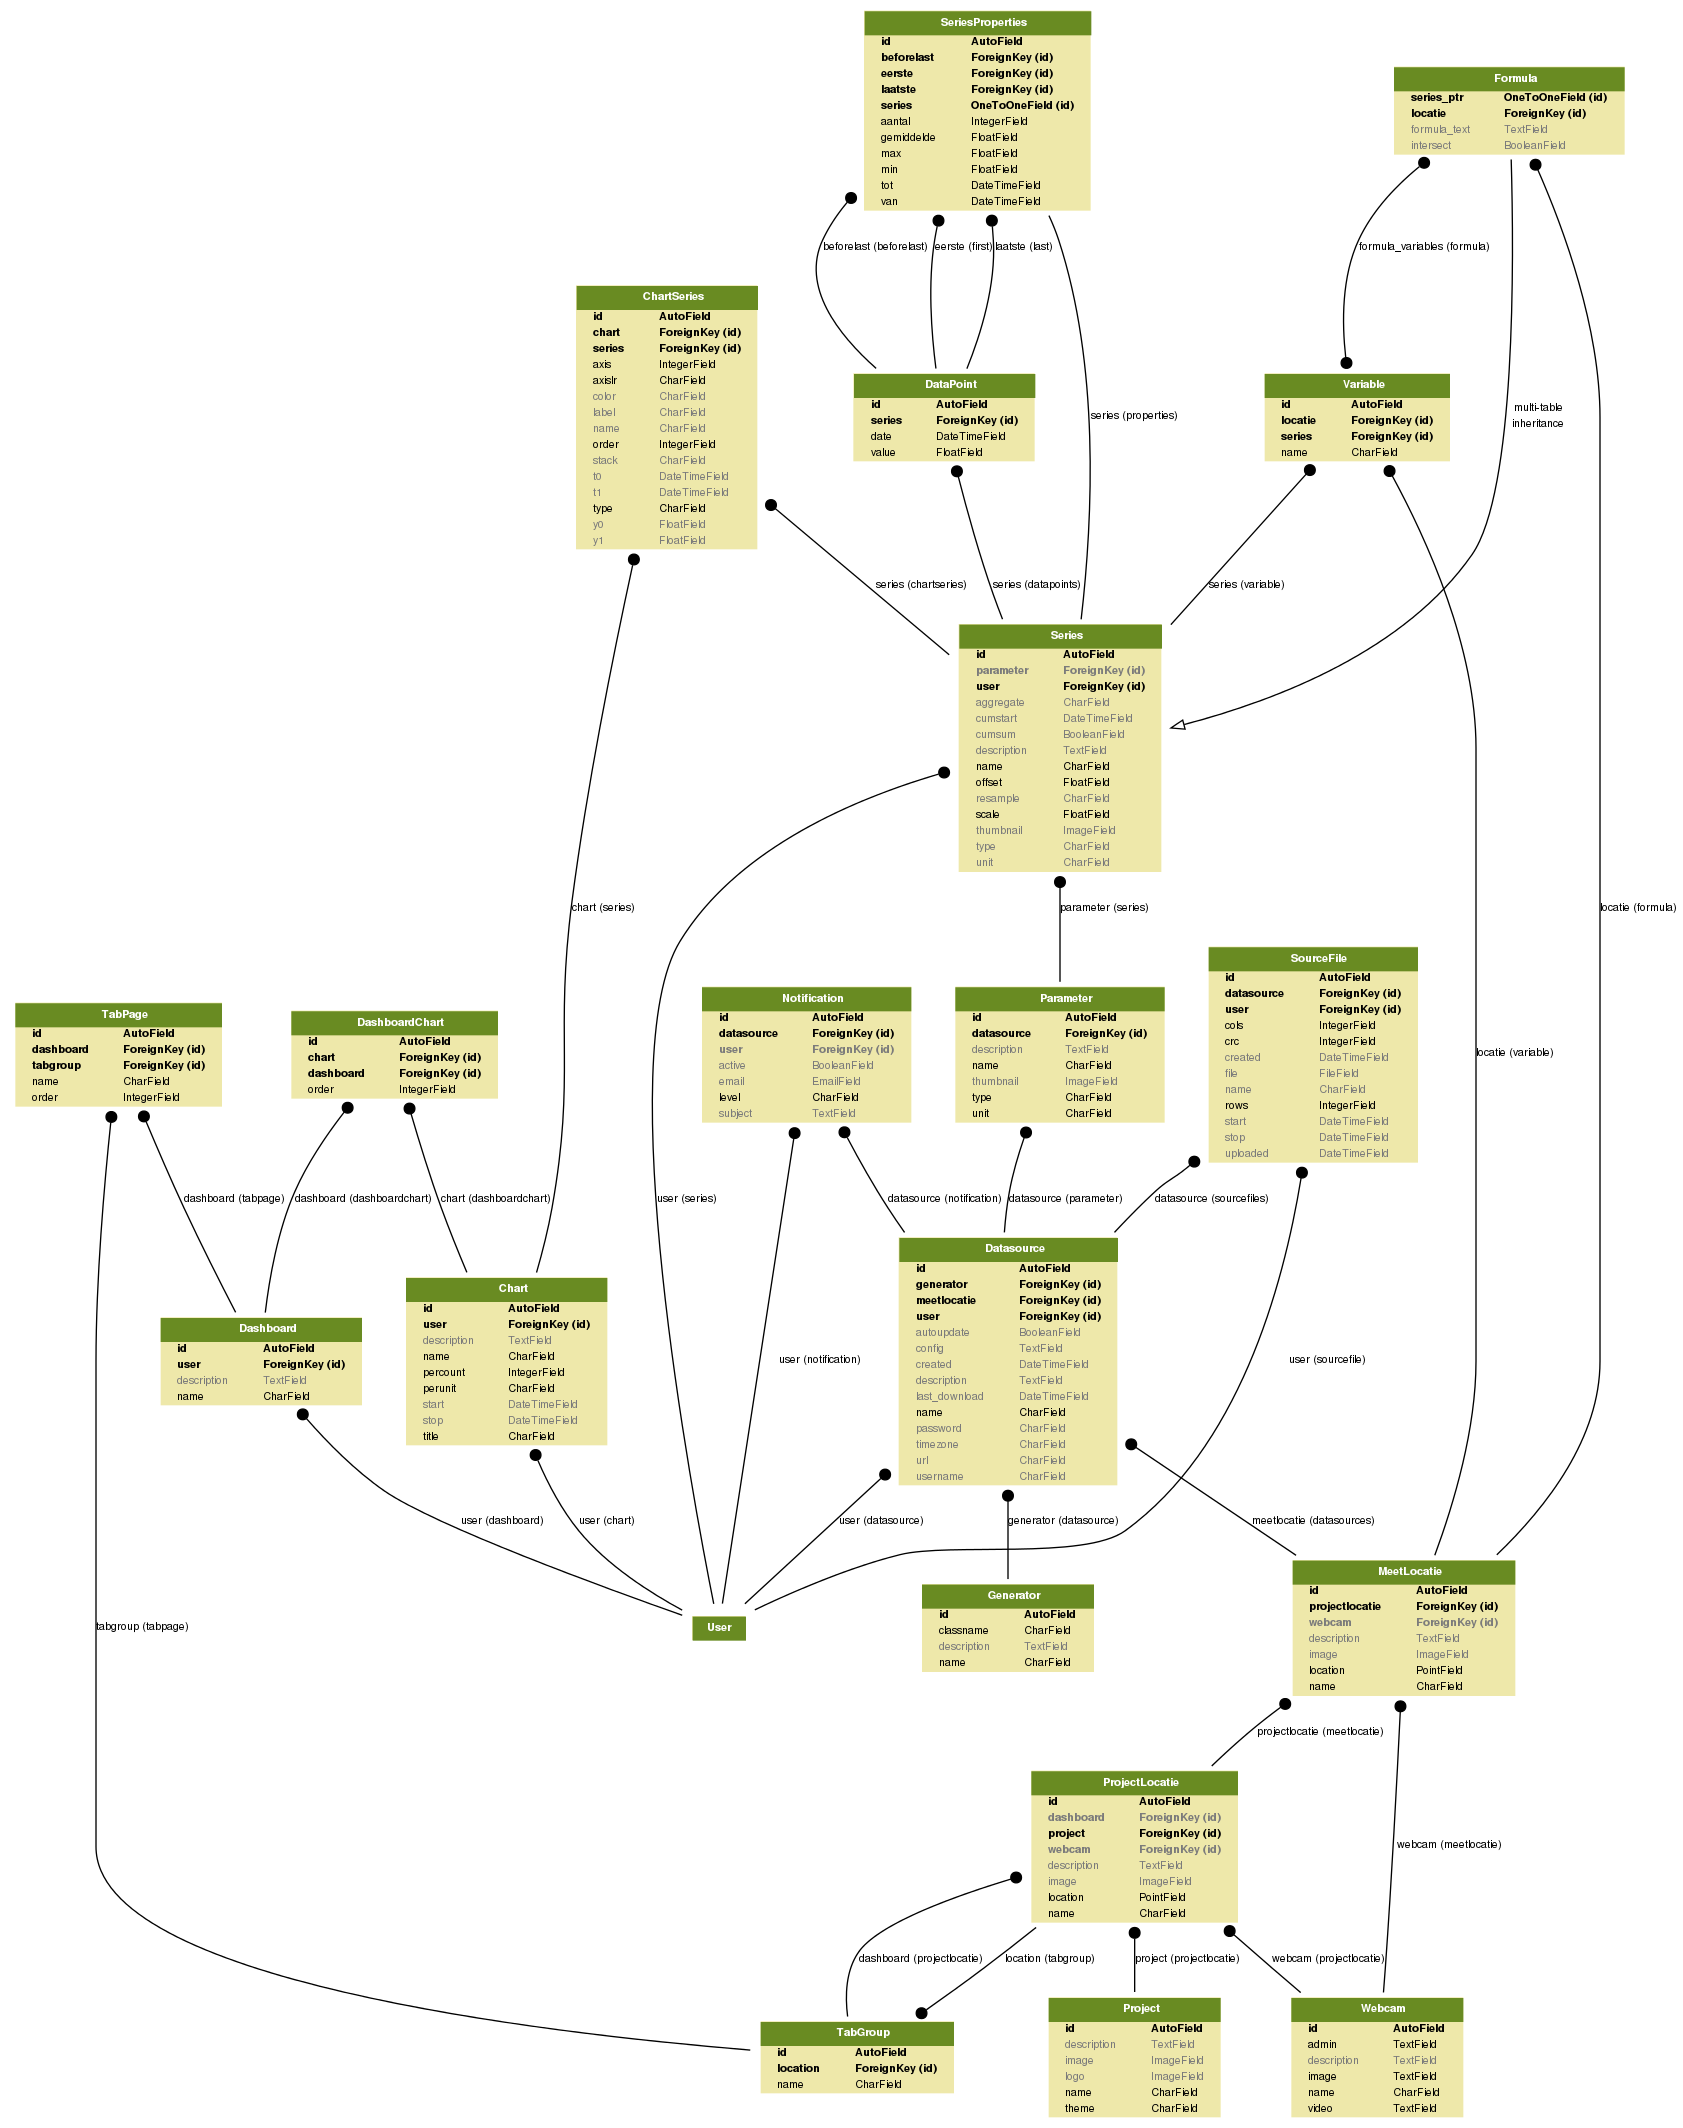 SeriesProperties
id AutoField
beforelast ForeignKey (id)
eerste ForeignKey (id)
laatste ForeignKey (id)
series OneToOneField (id)
aantal IntegerField
gemiddelde FloatField
max FloatField
min FloatField
tot DateTimeField
van DateTimeField
Formula
series_ptr OneToOneField (id)
locatie ForeignKey (id)
formula_text TextField
intersect BooleanField
beforelast (beforelast)
eerste (first)
laatste (last)
formula_variables (formula)
ChartSeries
id AutoField
chart ForeignKey (id)
series ForeignKey (id)
axis IntegerField
axislr CharField
color CharField
label CharField
name CharField
order IntegerField
stack CharField
t0 DateTimeField
t1 DateTimeField
type CharField
y0 FloatField
y1 FloatField
DataPoint
id AutoField
series ForeignKey (id)
date DateTimeField
value FloatField
series (properties)
Variable
id AutoField
locatie ForeignKey (id)
series ForeignKey (id)
name CharField
multi-table
inheritance
series (chartseries)
series (datapoints)
series (variable)
Series
id AutoField
parameter ForeignKey (id)
user ForeignKey (id)
aggregate CharField
cumstart DateTimeField
cumsum BooleanField
description TextField
name CharField
offset FloatField
resample CharField
scale FloatField
thumbnail ImageField
type CharField
unit CharField
chart (series)
parameter (series)
locatie (formula)
TabPage
id AutoField
dashboard ForeignKey (id)
tabgroup ForeignKey (id)
name CharField
order IntegerField
DashboardChart
id AutoField
chart ForeignKey (id)
dashboard ForeignKey (id)
order IntegerField
Notification
id AutoField
datasource ForeignKey (id)
user ForeignKey (id)
active BooleanField
email EmailField
level CharField
subject TextField
Parameter
id AutoField
datasource ForeignKey (id)
description TextField
name CharField
thumbnail ImageField
type CharField
unit CharField
SourceFile
id AutoField
datasource ForeignKey (id)
user ForeignKey (id)
cols IntegerField
crc IntegerField
created DateTimeField
file FileField
name CharField
rows IntegerField
start DateTimeField
stop DateTimeField
uploaded DateTimeField
locatie (variable)
dashboard (tabpage)
dashboard (dashboardchart)
chart (dashboardchart)
user (series)
datasource (notification)
datasource (parameter)
datasource (sourcefiles)
Dashboard
id AutoField
user ForeignKey (id)
description TextField
name CharField
Chart
id AutoField
user ForeignKey (id)
description TextField
name CharField
percount IntegerField
perunit CharField
start DateTimeField
stop DateTimeField
title CharField
user (notification)
Datasource
id AutoField
generator ForeignKey (id)
meetlocatie ForeignKey (id)
user ForeignKey (id)
autoupdate BooleanField
config TextField
created DateTimeField
description TextField
last_download DateTimeField
name CharField
password CharField
timezone CharField
url CharField
username CharField
user (sourcefile)
user (dashboard)
user (chart)
user (datasource)
generator (datasource)
meetlocatie (datasources)
User
Generator
id AutoField
classname CharField
description TextField
name CharField
MeetLocatie
id AutoField
projectlocatie ForeignKey (id)
webcam ForeignKey (id)
description TextField
image ImageField
location PointField
name CharField
tabgroup (tabpage)
projectlocatie (meetlocatie)
ProjectLocatie
id AutoField
dashboard ForeignKey (id)
project ForeignKey (id)
webcam ForeignKey (id)
description TextField
image ImageField
location PointField
name CharField
webcam (meetlocatie)
dashboard (projectlocatie)
location (tabgroup)
project (projectlocatie)
webcam (projectlocatie)
TabGroup
id AutoField
location ForeignKey (id)
name CharField
Project
id AutoField
description TextField
image ImageField
logo ImageField
name CharField
theme CharField
Webcam
id AutoField
admin TextField
description TextField
image TextField
name CharField
video TextField